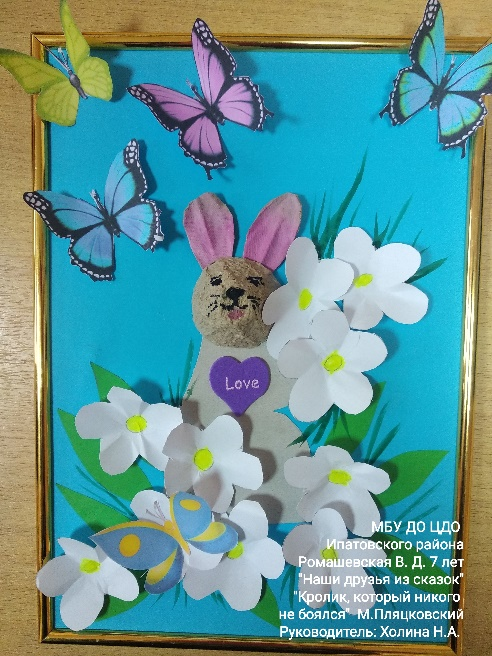 Love
МБУ ДО ЦДО
Ипатовского района
Ромашевская В. Д. 7 лет
"Наши друзья из сказок"
"Кролик, который никого
не боялся" М.Пляцковский
Руководитель: Холина Н.А.